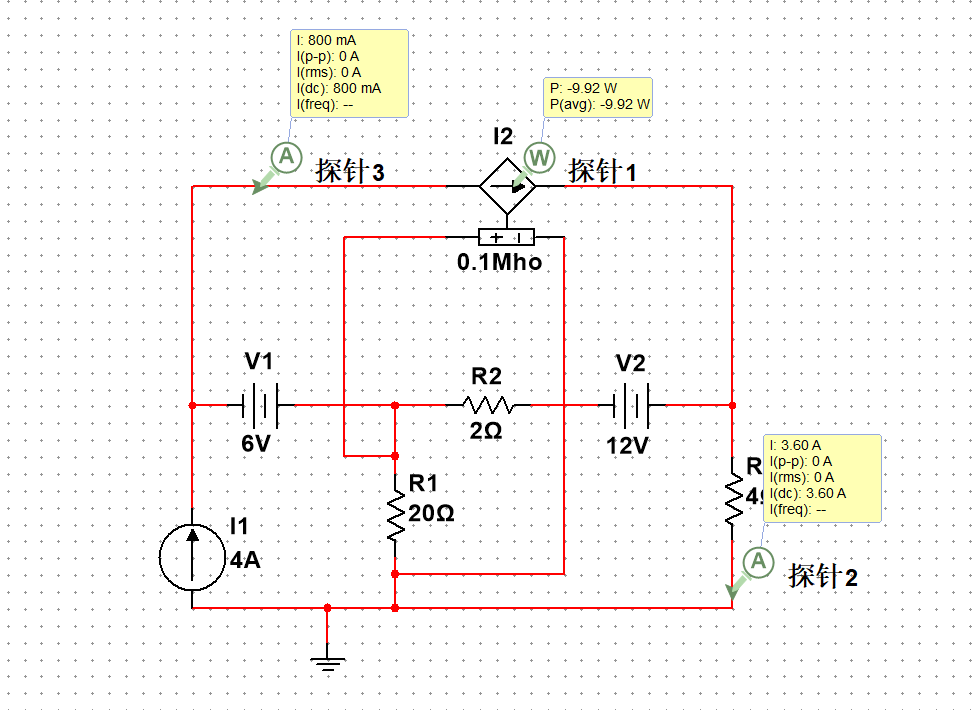 I: 800 mA
I(p-p): 0 A
I(rms): 0 A
I(dc): 800 mA
I(freq): --
P: -9.92 W
P(avg): -9.92 W
I2
A
W
探针3
探针1
0.1Mho
V1
R2
V2
6V
2Ω
12V
I: 3.60 A
I(p-p): 0 A
I(rms): 0 A
I(dc): 3.60 A
I(freq): --
R
4
R1
20Ω
I1
4A
A
探针2